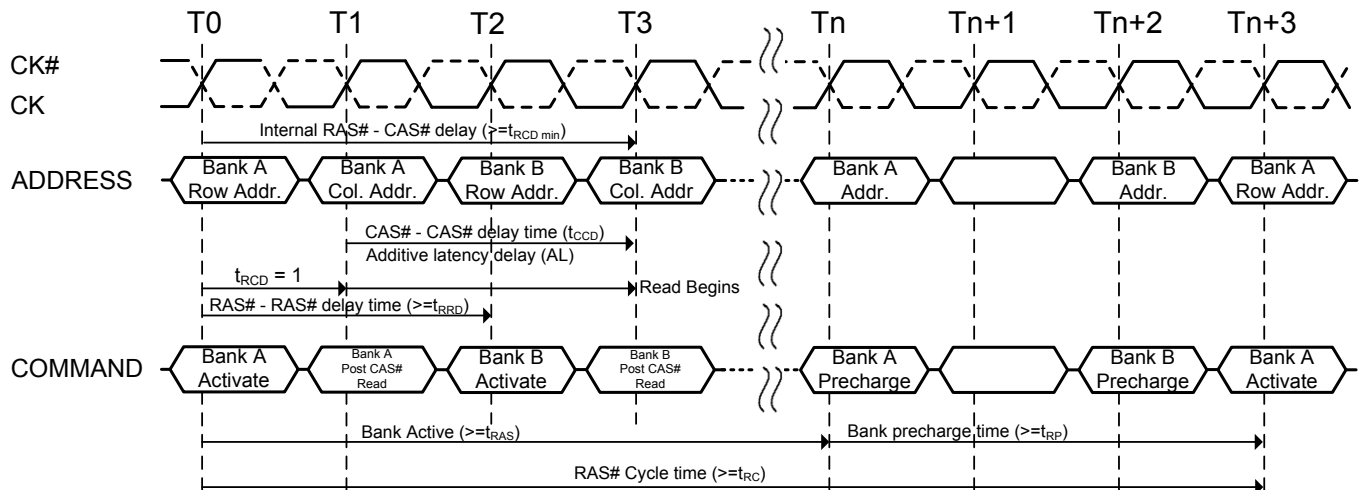 T0 T1 T2 T3 Tn Tn+1 Tn+2 Tn+3
CK#
CK
Internal RAS# - CAS# delay (>=tRCD min)
ADDRESS
Bank A
Row Addr.
Bank A
Col. Addr.
Bank B
Row Addr.
Bank B
Col. Addr
Bank A
Addr.
Bank B
Addr.
Bank A
Row Addr.
CAS# - CAS# delay time (tCCD)
Additive latency delay (AL)
tRCD = 1
Read Begins
RAS# - RAS# delay time (>=tRRD)
COMMAND
Bank A
Activate
Bank A
Post CAS#
Read
Bank B
Activate
Bank B
Post CAS#
Read
Bank A
Precharge
Bank B
Precharge
Bank A
Activate
Bank Active (>=tRAS)
Bank precharge time (>=tRP)
RAS# Cycle time (>=tRC)